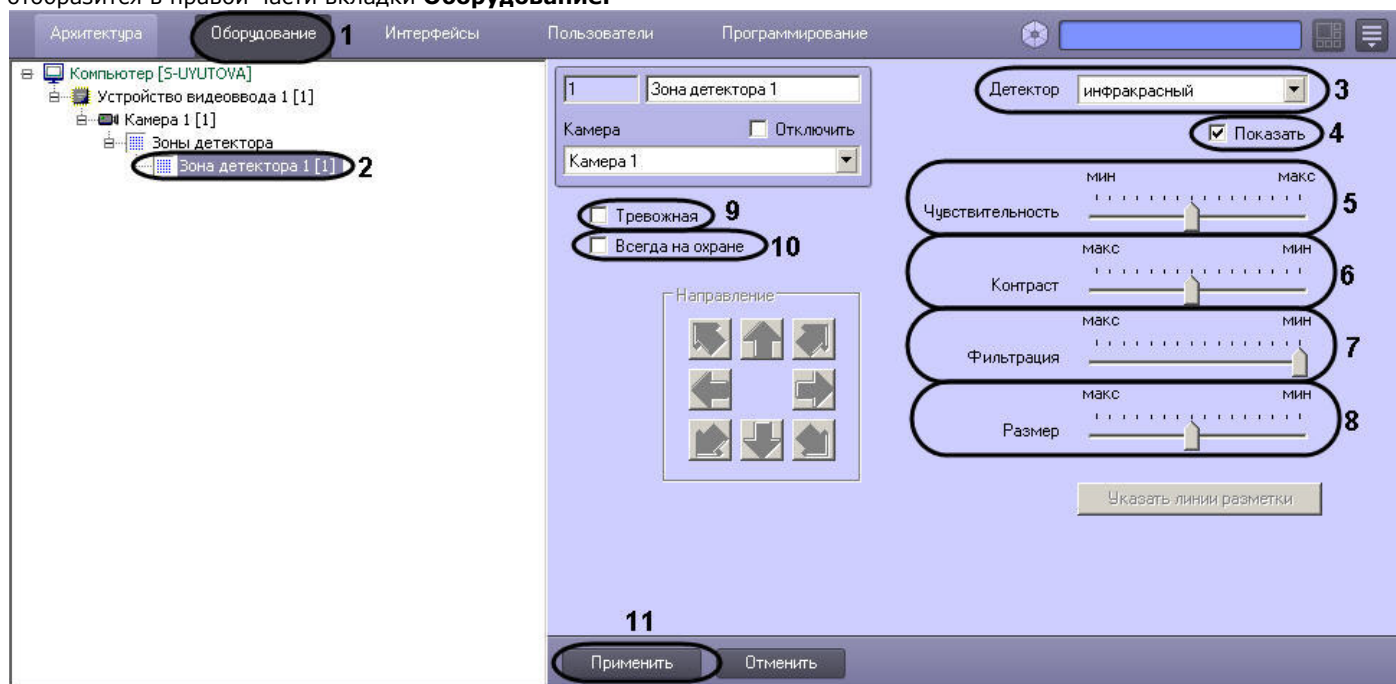 отобразится в правой части вкладки Оборудование.
Архитектура Оборудование 1 Интерфейсы Пользователи Программирование
Компьютер [S-UYUTOVA]
Устройство видеоввода 1 [1]
Камера 1 [1]
Зоны детектора
Зона детектора 1 [1] 2
1 Зона детектора 1
Камера Отключить
Камера 1
Тревожная 9
Всегда на охране 10
Направление
Детектор инфракрасный 3
Показать 4
мин макс
Чувствительность 5
макс мин
Контраст 6
макс мин
Фильтрация 7
макс мин
Размер 8
Указать линии разметки
11
Применить Отменить